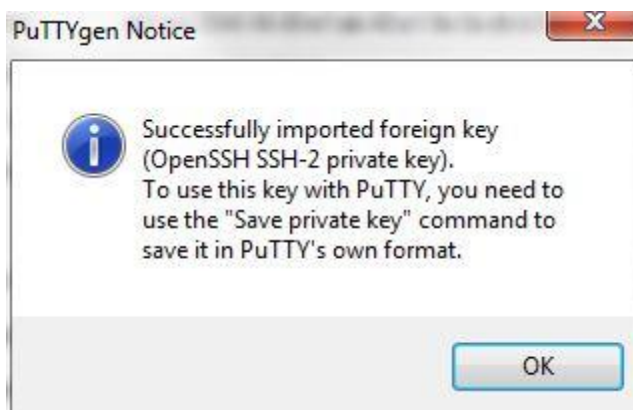 PuTTYgen Notice
Successfully imported foreign key
(OpenSSH SSH-2 private key).
To use this key with PuTTY, you need to
use the "Save private key" command to
save it in PuTTY's own format.
OK